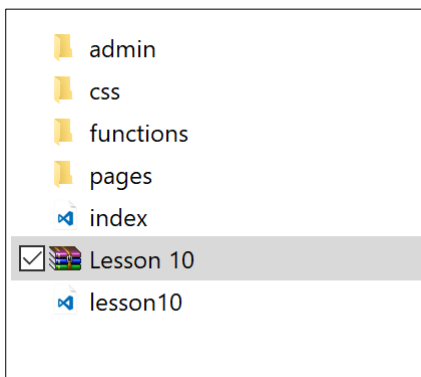 admin
css
functions
pages
index
Lesson 10
lesson10